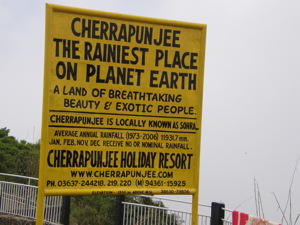 CHERRAPUNJEE
THE RAINIEST PLACE
ON PLANET EARTH
A LAND OF BREATHTAKING
BEAUTY & EXOTIC PEOPLE.
CHERRAPUNJEE IS LOCALLY KNOWN AS SOHRA.
AVERAGE ANNUAL RAINFALL (1973-2006) 11931.7 mm.
JAN, FEB, NOV, DEC RECEIVE NO OR NOMINAL RAINFALL.
CHERRAPUNJEE HOLIDAY RESORT
WWW.CHERRAPUNJEE.COM
PH. 03637-244218, 219, 220 (M) 94361-15925